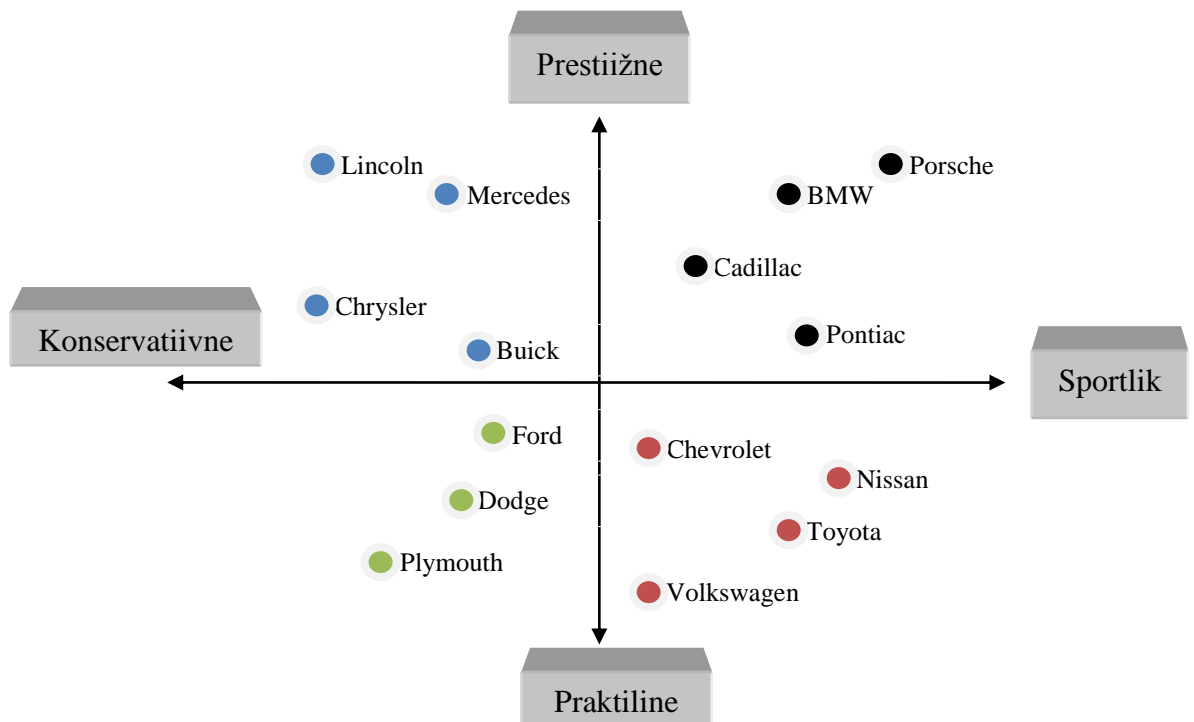 Prestiižne
Lincoln
Porsche
Mercedes
BMW
Cadillac
Chrysler
Konservatiivne
Pontiac
Buick
Sportlik
Ford
Chevrolet
Nissan
Dodge
Toyota
Plymouth
Volkswagen
Praktiline